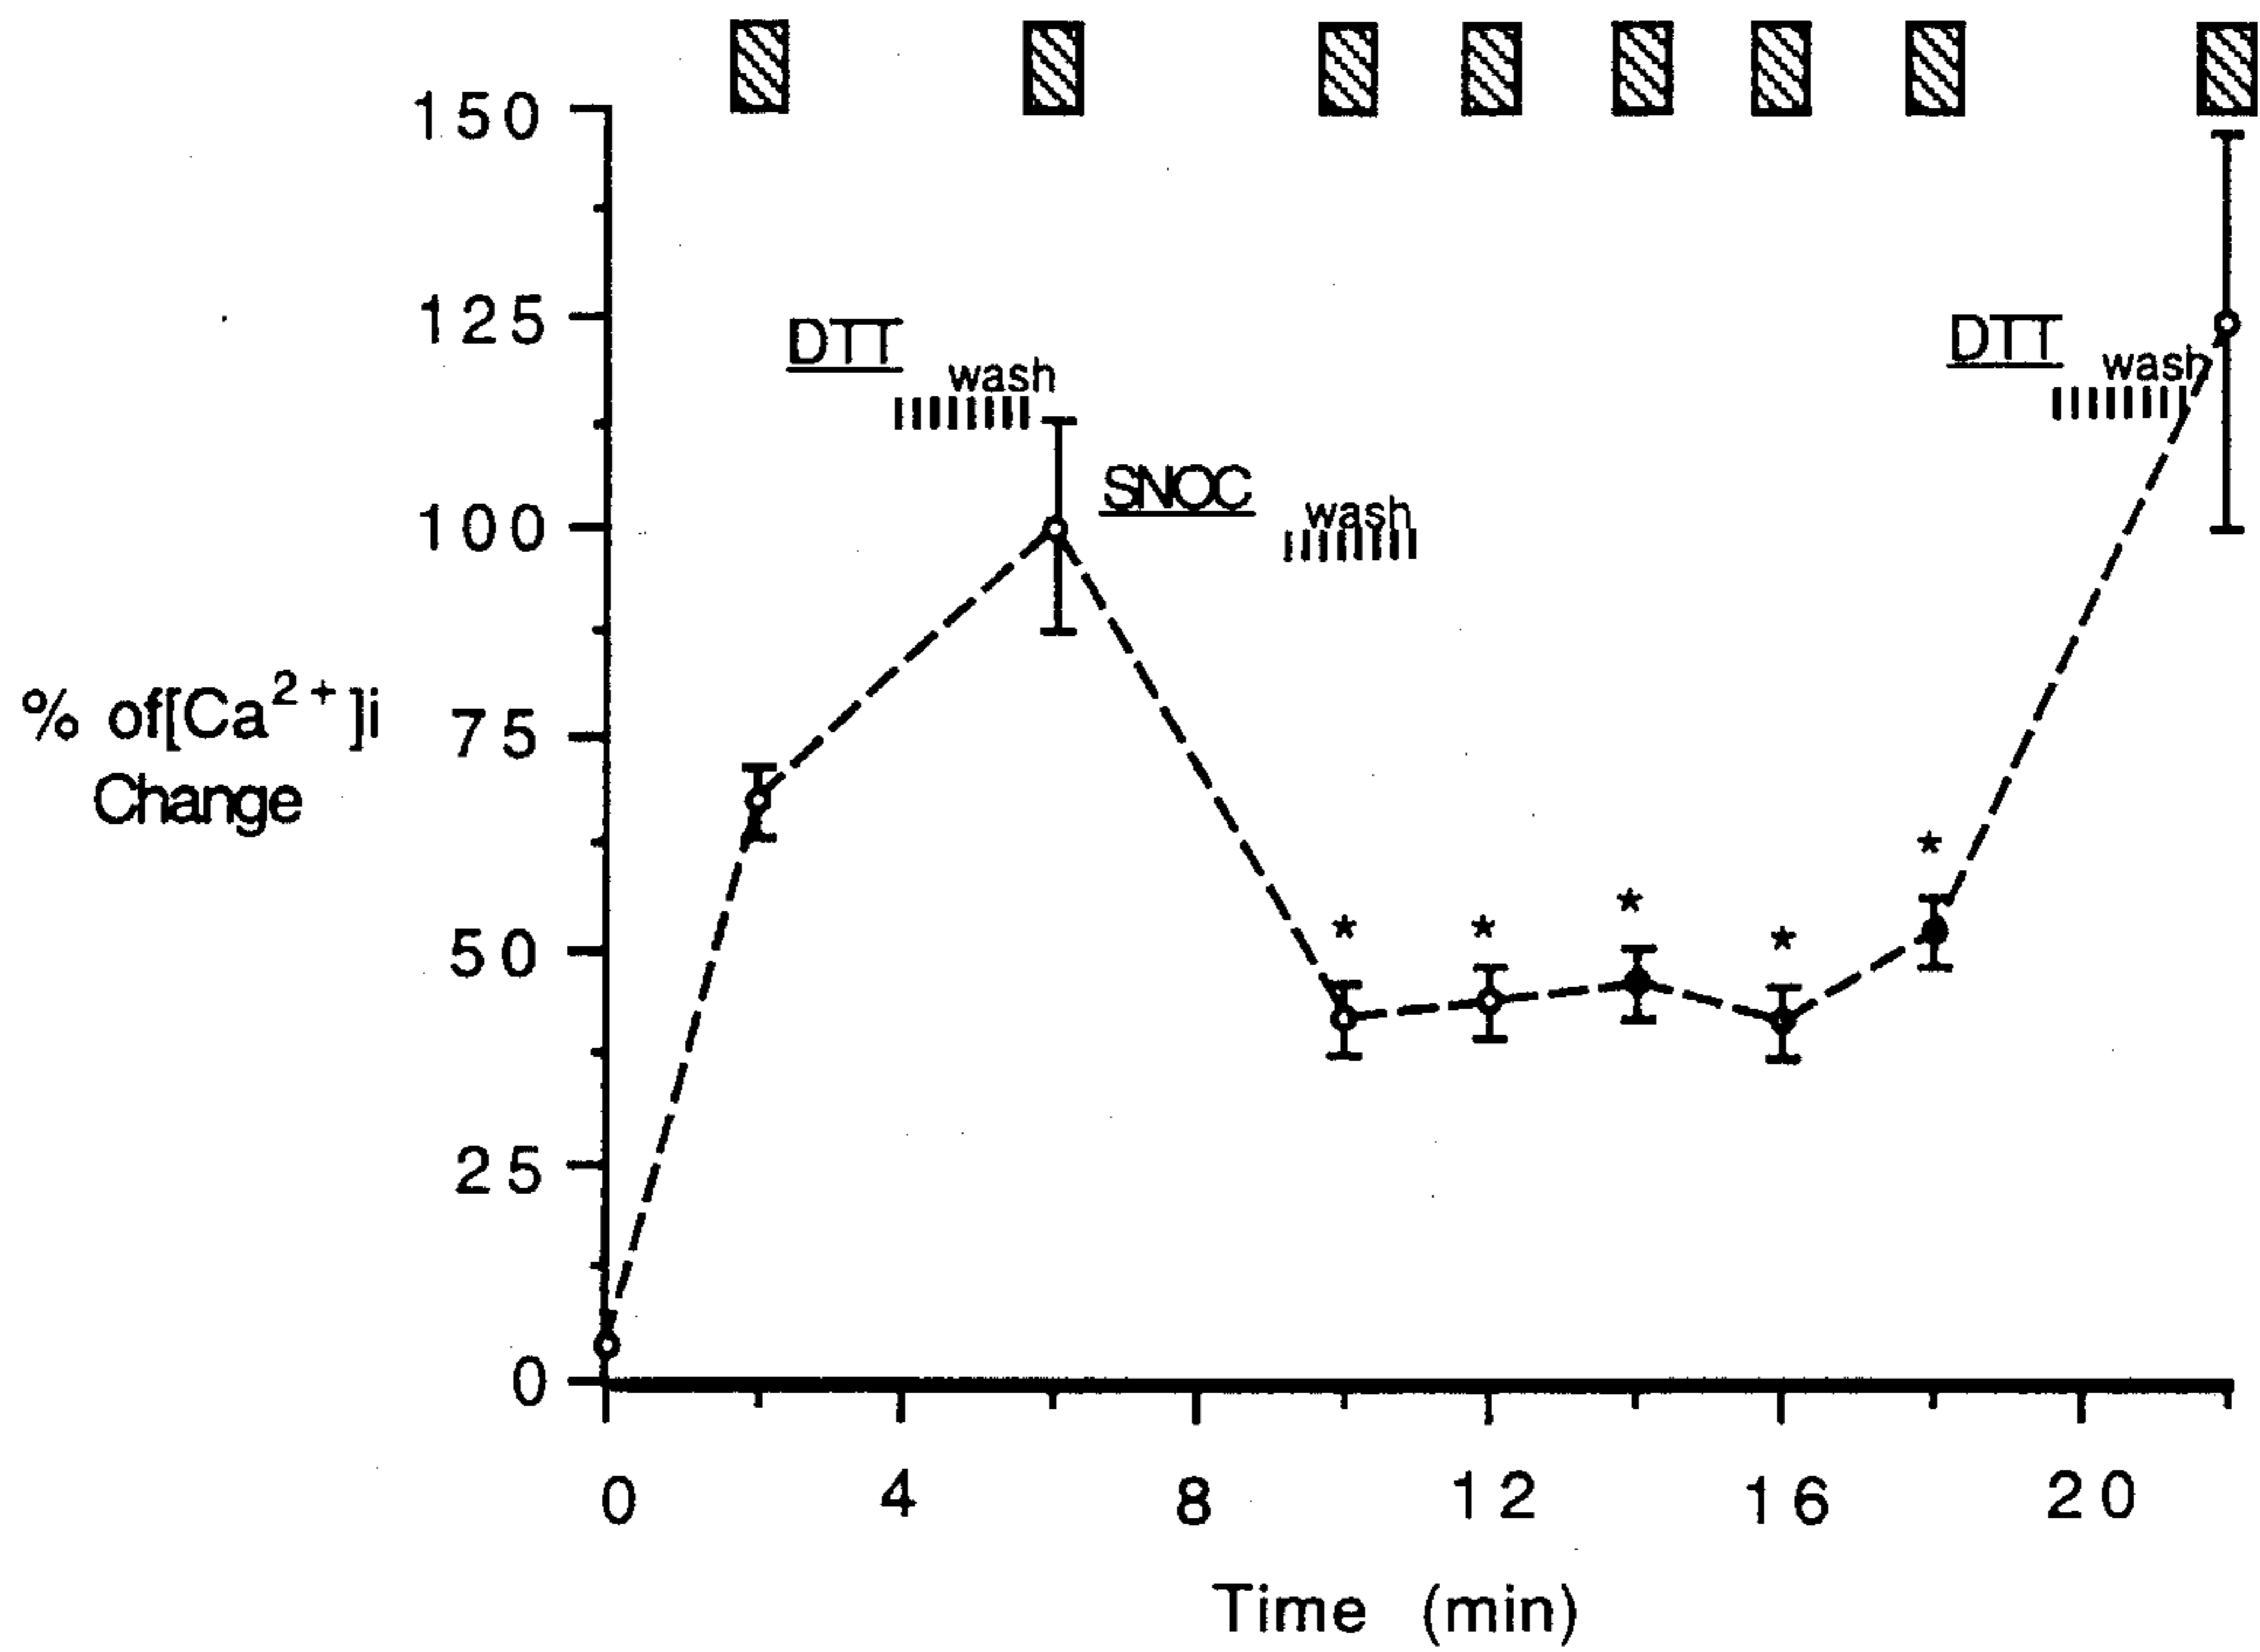 150
125
DTT
DTT
wash
wash
100
SNOC
wash
% of[Ca2+]i
Change
75
*
*
*
*
*
50
25
0
0 4 8 12 16 20
Time (min)